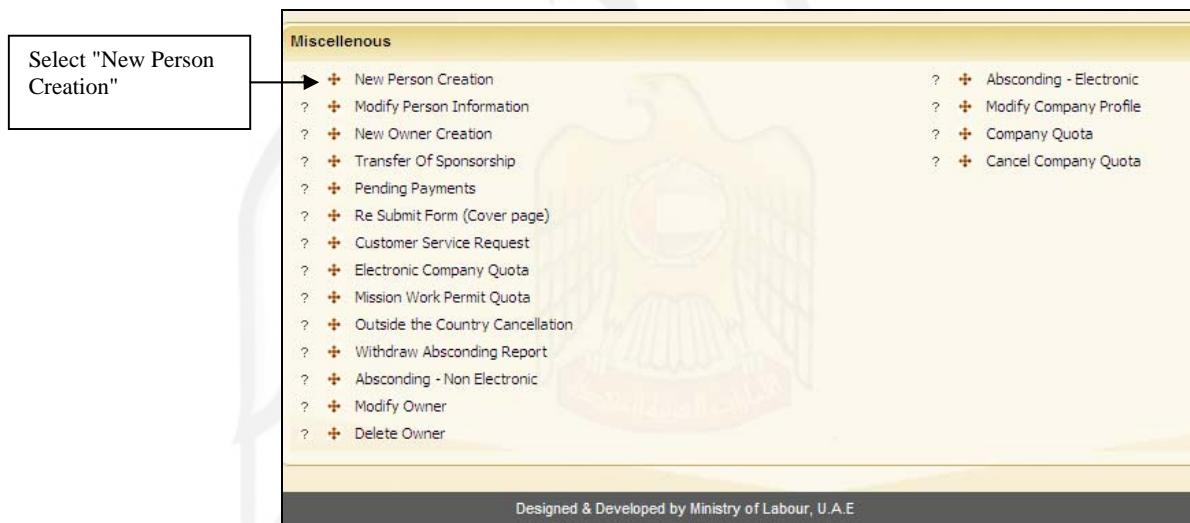 Select "New Person
Creation"
Miscellenous
? New Person Creation
? Modify Person Information
? New Owner Creation
? Transfer Of Sponsorship
? Pending Payments
? Re Submit Form (Cover page)
? Customer Service Request
? Electronic Company Quota
? Mission Work Permit Quota
? Outside the Country Cancellation
? Withdraw Absconding Report
? Absconding - Non Electronic
? Modify Owner
? Delete Owner
? Absconding - Electronic
? Modify Company Profile
? Company Quota
? Cancel Company Quota
Designed & Developed by Ministry of Labour, U.A.E